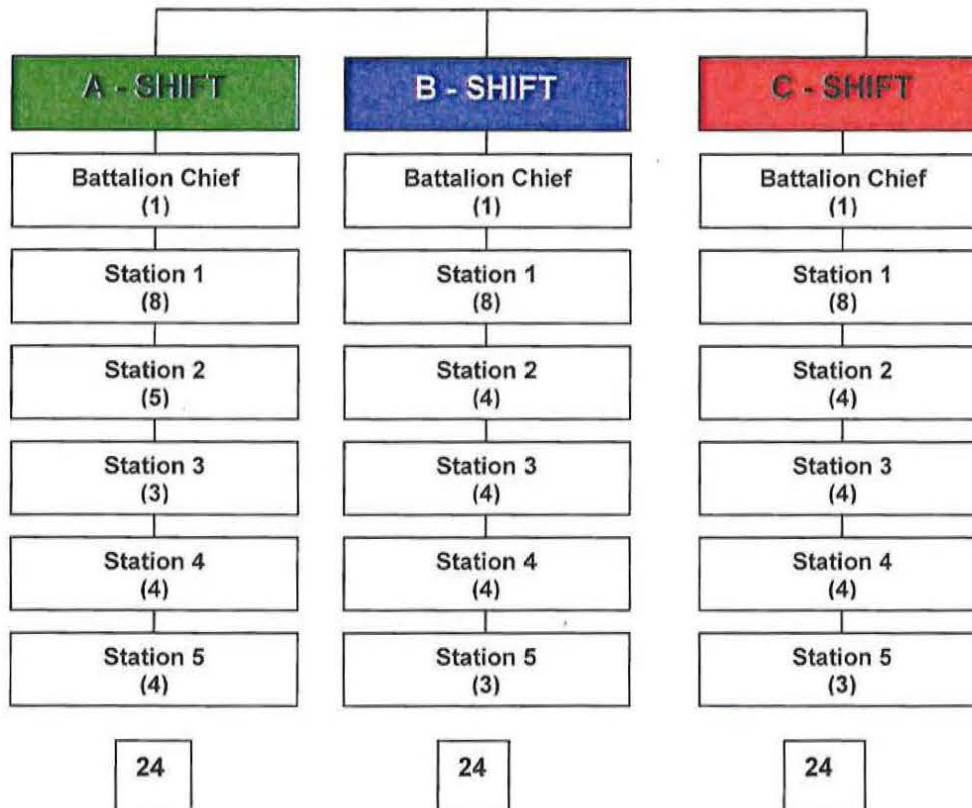 A - SHIFT
Battalion Chief
(1)
Station 1
(8)
Station 2
(5)
Station 3
(3)
Station 4
(4)
Station 5
(4)
24
B - SHIFT
Battalion Chief
(1)
Station 1
(8)
Station 2
(4)
Station 3
(4)
Station 4
(4)
Station 5
(3)
24
C - SHIFT
Battalion Chief
(1)
Station 1
(8)
Station 2
(4)
Station 3
(4)
Station 4
(4)
Station 5
(3)
24